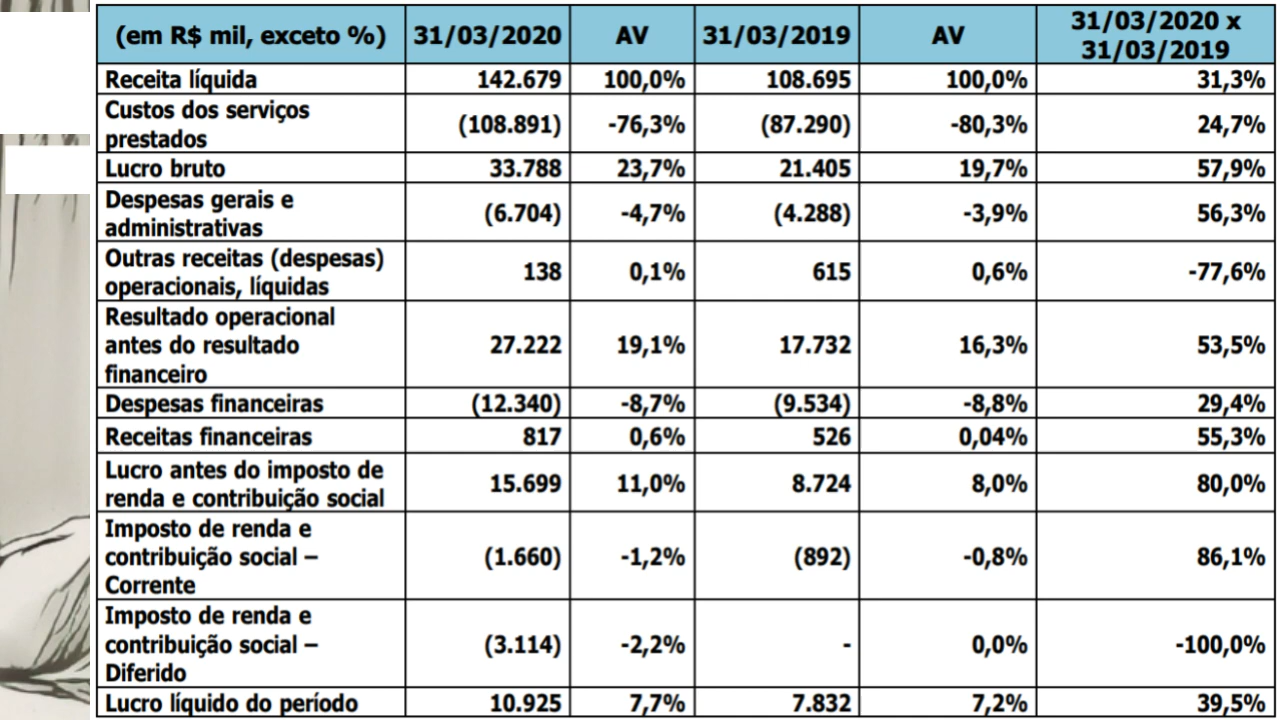 (em R$ mil, exceto %) 31/03/2020 AV 31/03/2019 AV 31/03/2020 x
31/03/2019
Receita líquida 142.679 100,0% 108.695 100,0% 31,3%
Custos dos serviços
prestados (108.891) -76,3% (87.290) -80,3% 24,7%
Lucro bruto 33.788 23,7% 21.405 19,7% 57,9%
Despesas gerais e
administrativas (6.704) -4,7% (4.288) -3,9% 56,3%
Outras receitas (despesas)
operacionais, líquidas 138 0,1% 615 0,6% -77,6%
Resultado operacional
antes do resultado 27.222 19,1% 17.732 16,3% 53,5%
financeiro
Despesas financeiras (12.340) -8,7% (9.534) -8,8% 29,4%
Receitas financeiras 817 0,6% 526 0,04% 55,3%
Lucro antes do imposto de
renda e contribuição social 15.699 11,0% 8.724 8,0% 80,0%
Imposto de renda e
contribuição social – (1.660) -1,2% (892) -0,8% 86,1%
Corrente
Imposto de renda e
contribuição social – (3.114) -2,2% - 0,0% -100,0%
Diferido
Lucro líquido do período 10.925 7,7% 7.832 7,2% 39,5%